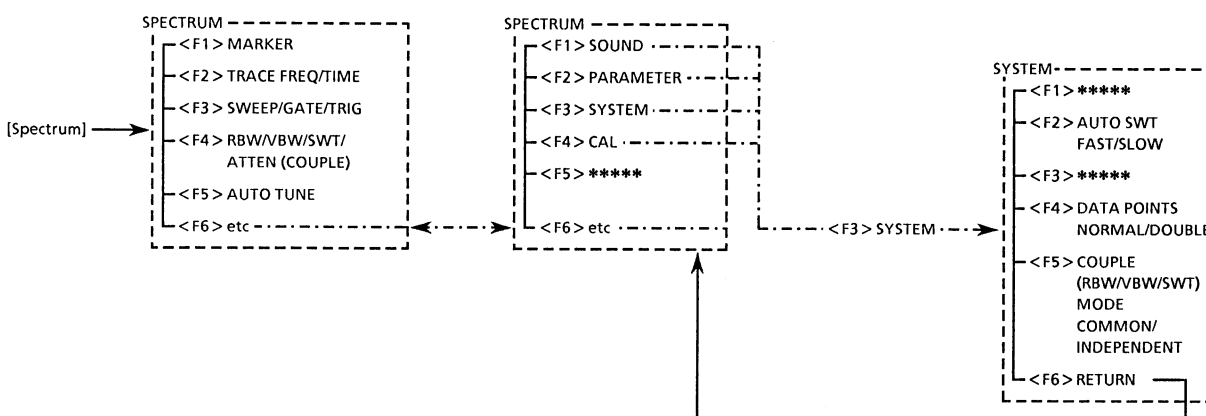 SPECTRUM
[Spectrum]
<F1> MARKER
<F2> TRACE FREQ/TIME
<F3> SWEEP/GATE/TRIG
<F4> RBW/VBW/SWT/
ATTEN (COUPLE)
<F5> AUTO TUNE
<F6> etc
SPECTRUM
<F1> SOUND
<F2> PARAMETER
<F3> SYSTEM
<F4> CAL
<F5> *****
<F6> etc
<F3> SYSTEM
SYSTEM
<F1> *****
<F2> AUTO SWT
FAST/SLOW
<F3> *****
<F4> DATA POINTS
NORMAL/DOUBLE
<F5> COUPLE
(RBW/VBW/SWT)
MODE
COMMON/
INDEPENDENT
<F6> RETURN